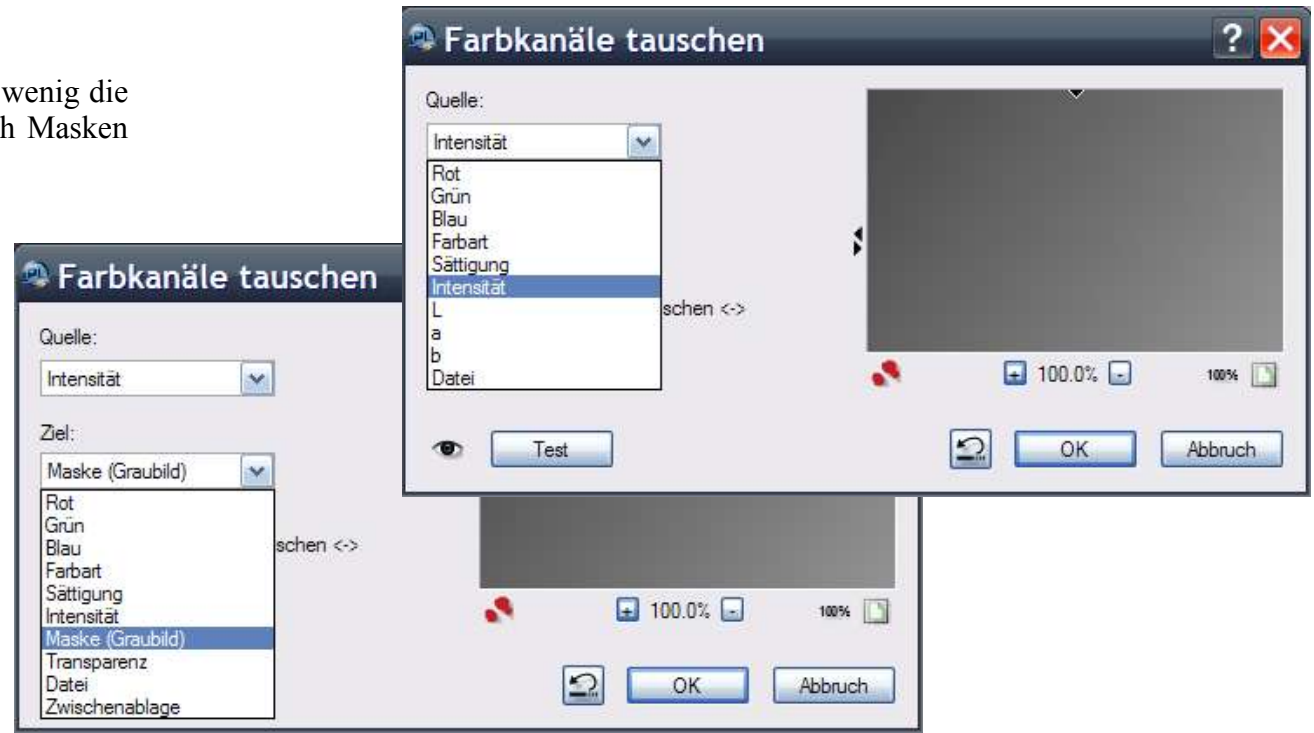 wenig die
h Masken
Farbkanäle tauschen
Quelle:
Intensität
Rot
Grün
Blau
Farbart
Sättigung
Intensität
L
a
b
Datei
schen <->
100.0%
100%
Test
OK
Abbruch
Farbkanäle tauschen
Quelle:
Intensität
Ziel:
Maske (Graubild)
Rot
Grün
Blau
Farbart
Sättigung
Intensität
Maske (Graubild)
Transparenz
Datei
Zwischenablage
schen <->
100.0%
100%
OK
Abbruch